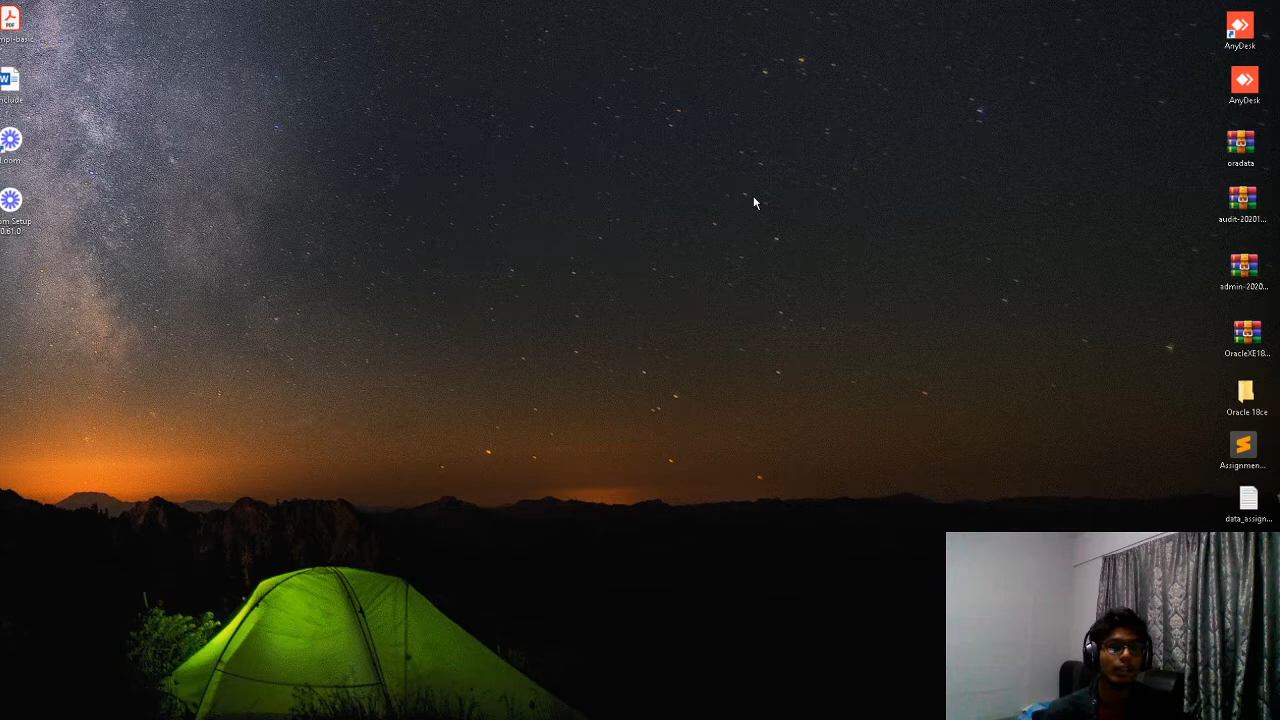 mpi-basic
include
Loom
om Setup
0.61.0
AnyDesk
AnyDesk
oradata
audit-20201...
admin-2020...
OracleXE18...
Oracle 18ce
Assignmen...
data_assign...